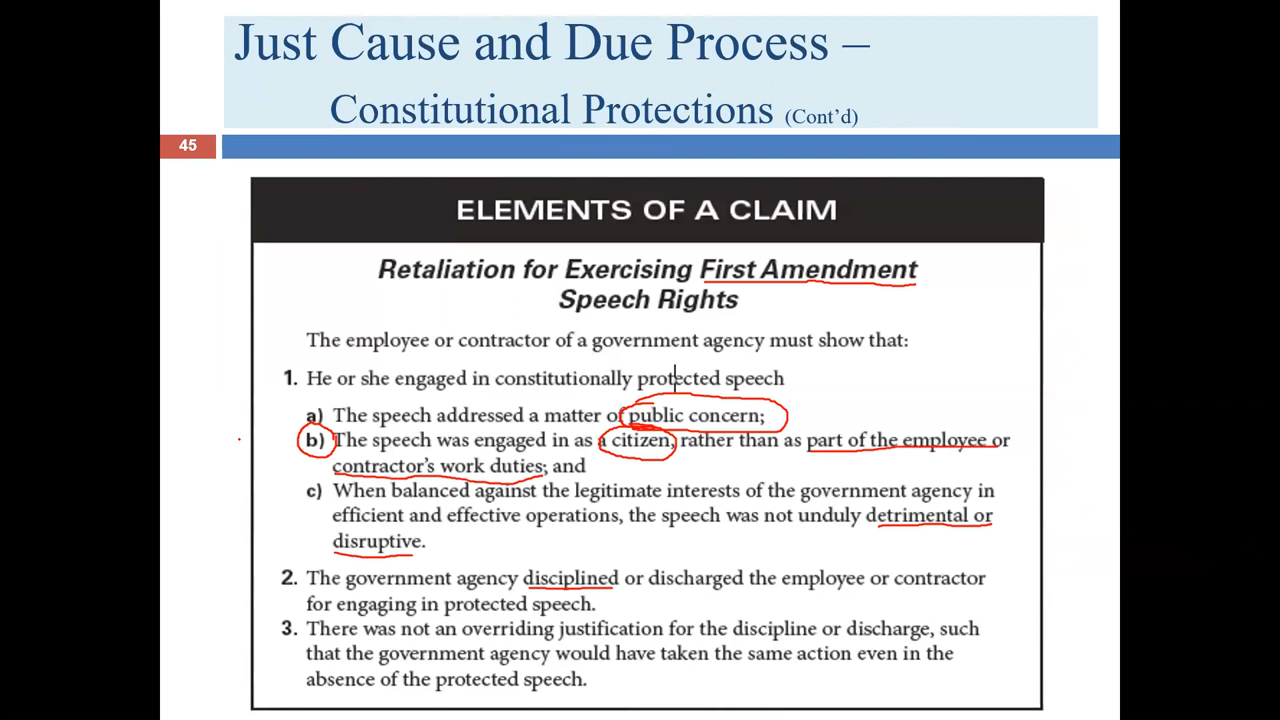 Just Cause and Due Process –
Constitutional Protections (Cont'd)
45
ELEMENTS OF A CLAIM
Retaliation for Exercising First Amendment
Speech Rights
The employee or contractor of a government agency must show that:
1. He or she engaged in constitutionally protected speech
a) The speech addressed a matter of public concern;
b) The speech was engaged in as a citizen, rather than as part of the employee or
contractor's work duties; and
c) When balanced against the legitimate interests of the government agency in
efficient and effective operations, the speech was not unduly detrimental or
disruptive.
2. The government agency disciplined or discharged the employee or contractor
for engaging in protected speech.
3. There was not an overriding justification for the discipline or discharge, such
that the government agency would have taken the same action even in the
absence of the protected speech.